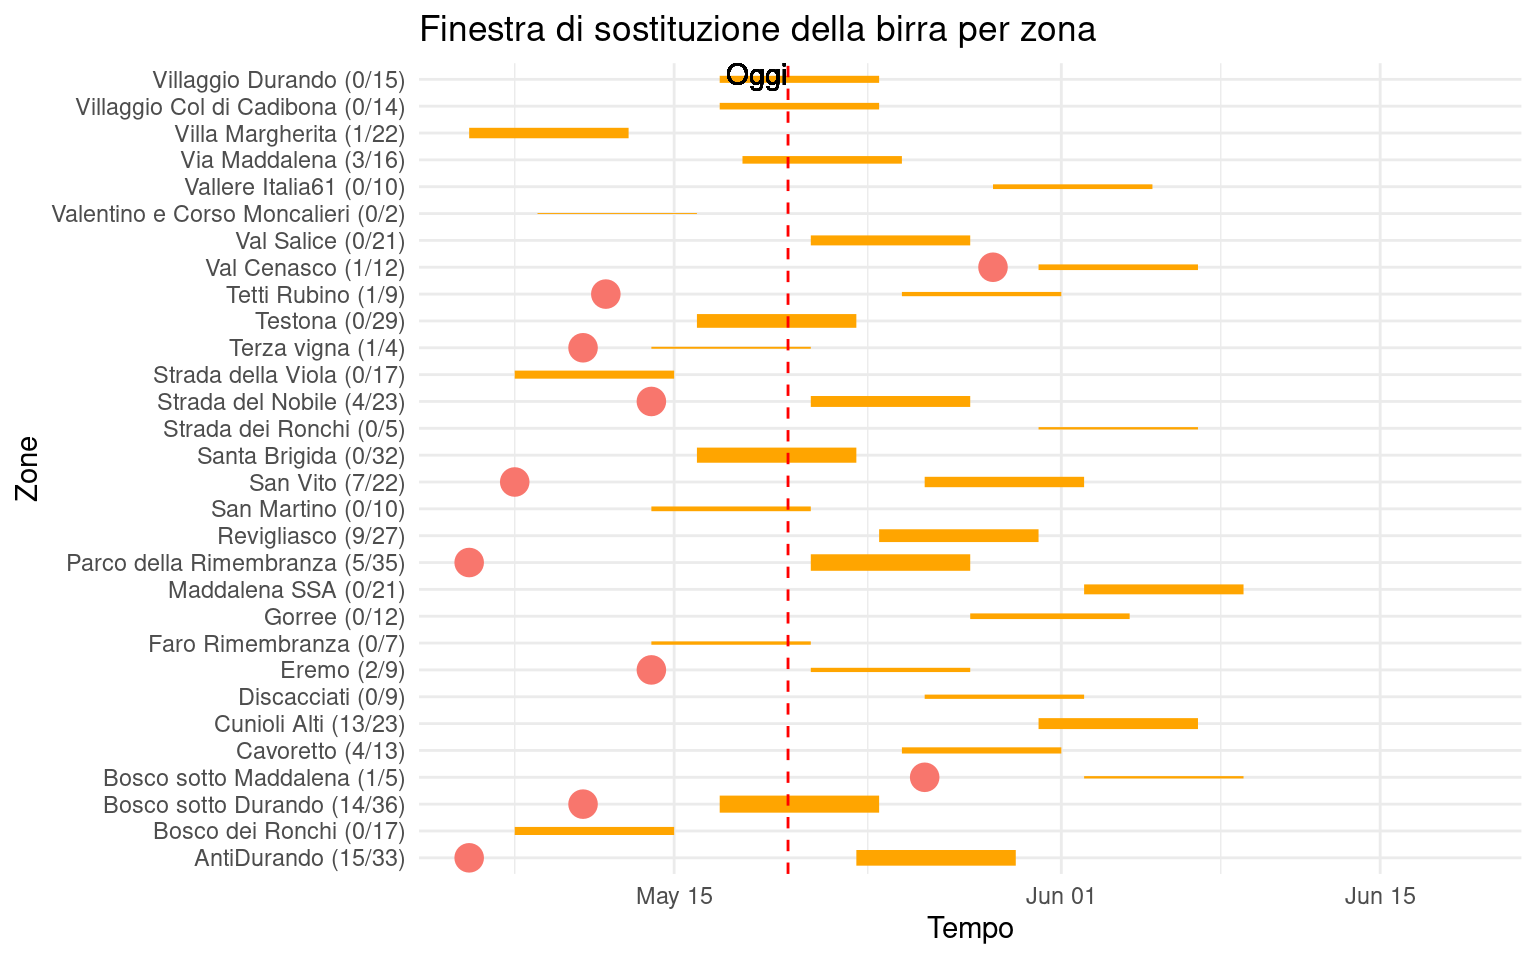 Finestra di sostituzione della birra per zona
Oggi
Villaggio Durando (0/15)
Villaggio Col di Cadibona (0/14)
Villa Margherita (1/22)
Via Maddalena (3/16)
Vallere Italia61 (0/10)
Valentino e Corso Moncalieri (0/2)
Val Salice (0/21)
Val Cenasco (1/12)
Tetti Rubino (1/9)
Testona (0/29)
Terza vigna (1/4)
Strada della Viola (0/17)
Strada del Nobile (4/23)
Strada dei Ronchi (0/5)
Santa Brigida (0/32)
San Vito (7/22)
San Martino (0/10)
Revigliasco (9/27)
Parco della Rimembranza (5/35)
Maddalena SSA (0/21)
Gorree (0/12)
Faro Rimembranza (0/7)
Eremo (2/9)
Discacciati (0/9)
Cunioli Alti (13/23)
Cavoretto (4/13)
Bosco sotto Maddalena (1/5)
Bosco sotto Durando (14/36)
Bosco dei Ronchi (0/17)
AntiDurando (15/33)
Zone
May 15
Jun 01
Jun 15
Tempo